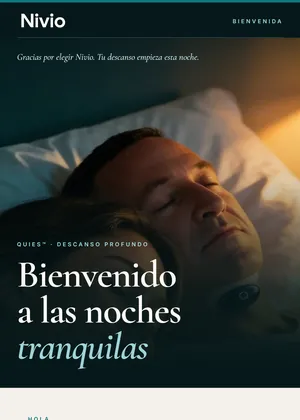 Nivio
BIENVENIDA
Gracias por elegir Nivio. Tu descanso empieza esta noche.
QUIES™ · DESCANSO PROFUNDO
Bienvenido
a las noches
tranquilas
HOLA